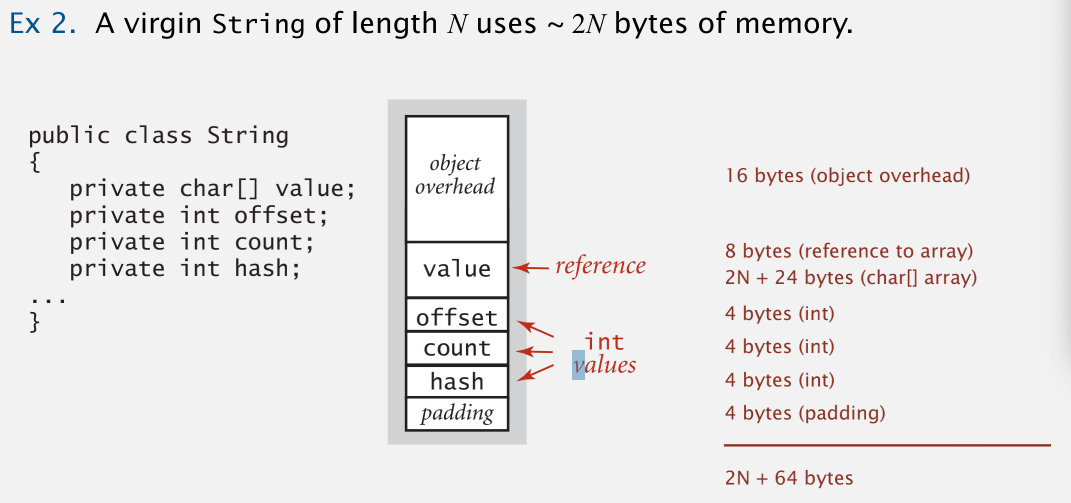 Ex 2. A virgin String of length N uses ~ 2N bytes of memory.
public class String
{
private char[] value;
private int offset;
private int count;
private int hash;
...
}
object
overhead
value
offset
count
hash
padding
reference
int
values
16 bytes (object overhead)
8 bytes (reference to array)
2N + 24 bytes (char[] array)
4 bytes (int)
4 bytes (int)
4 bytes (int)
4 bytes (padding)
2N + 64 bytes